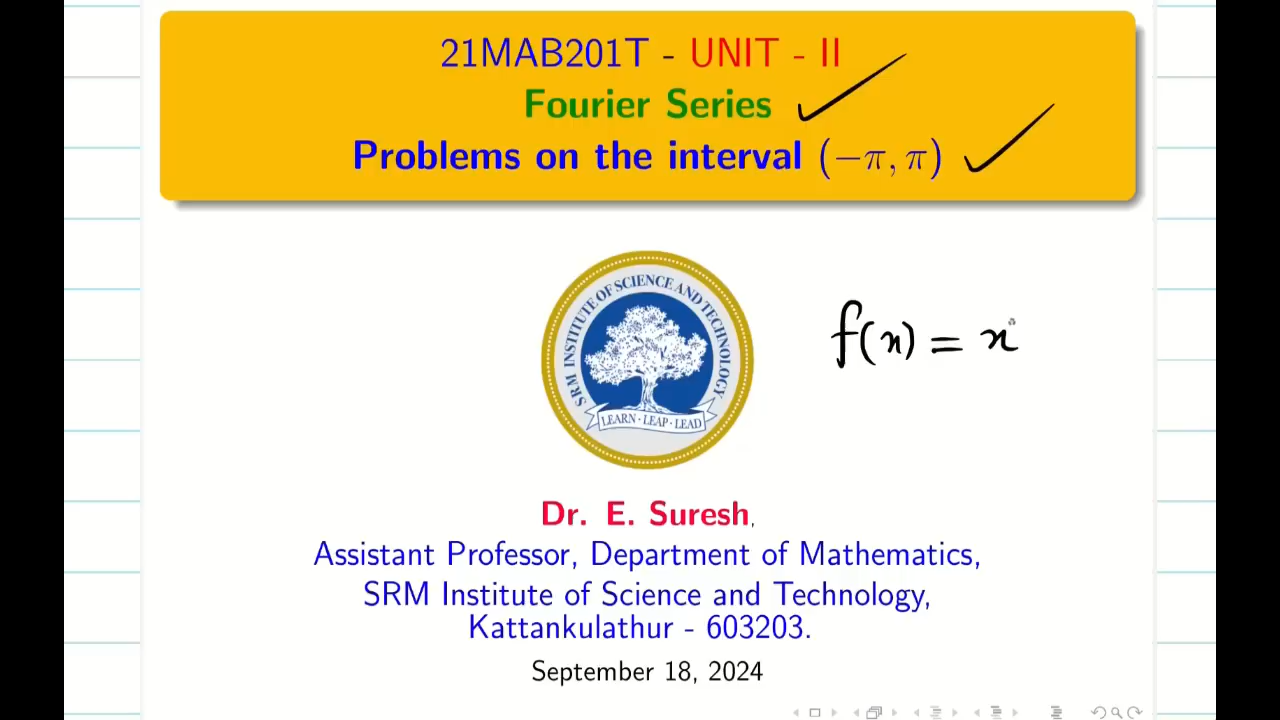 21MAB201T - UNIT - II
Fourier Series
Problems on the interval (−π, π)
SRM INSTITUTE OF SCIENCE AND TECHNOLOGY
LEARN · LEAP · LEAD
f(x) = x
Dr. E. Suresh,
Assistant Professor, Department of Mathematics,
SRM Institute of Science and Technology,
Kattankulathur - 603203.
September 18, 2024